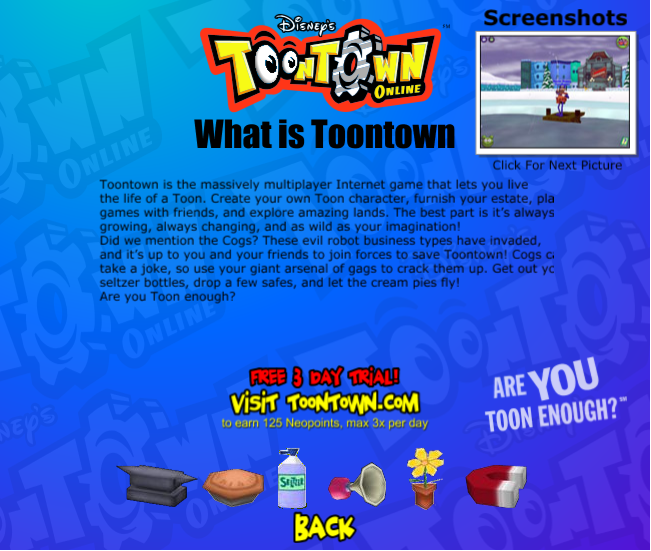 Disney's
TOONTOWN
ONLINE
™
Screenshots
Click For Next Picture
What is Toontown
Toontown is the massively multiplayer Internet game that lets you live
the life of a Toon. Create your own Toon character, furnish your estate, pla
games with friends, and explore amazing lands. The best part is it's always
growing, always changing, and as wild as your imagination!
Did we mention the Cogs? These evil robot business types have invaded,
and it's up to you and your friends to join forces to save Toontown! Cogs ca
take a joke, so use your giant arsenal of gags to crack them up. Get out yo
seltzer bottles, drop a few safes, and let the cream pies fly!
Are you Toon enough?
FREE 3 DAY TRIAL!
VISIT TOONTOWN.COM
to earn 125 Neopoints, max 3x per day
ARE YOU
TOON ENOUGH?℠
SELTZER
BACK